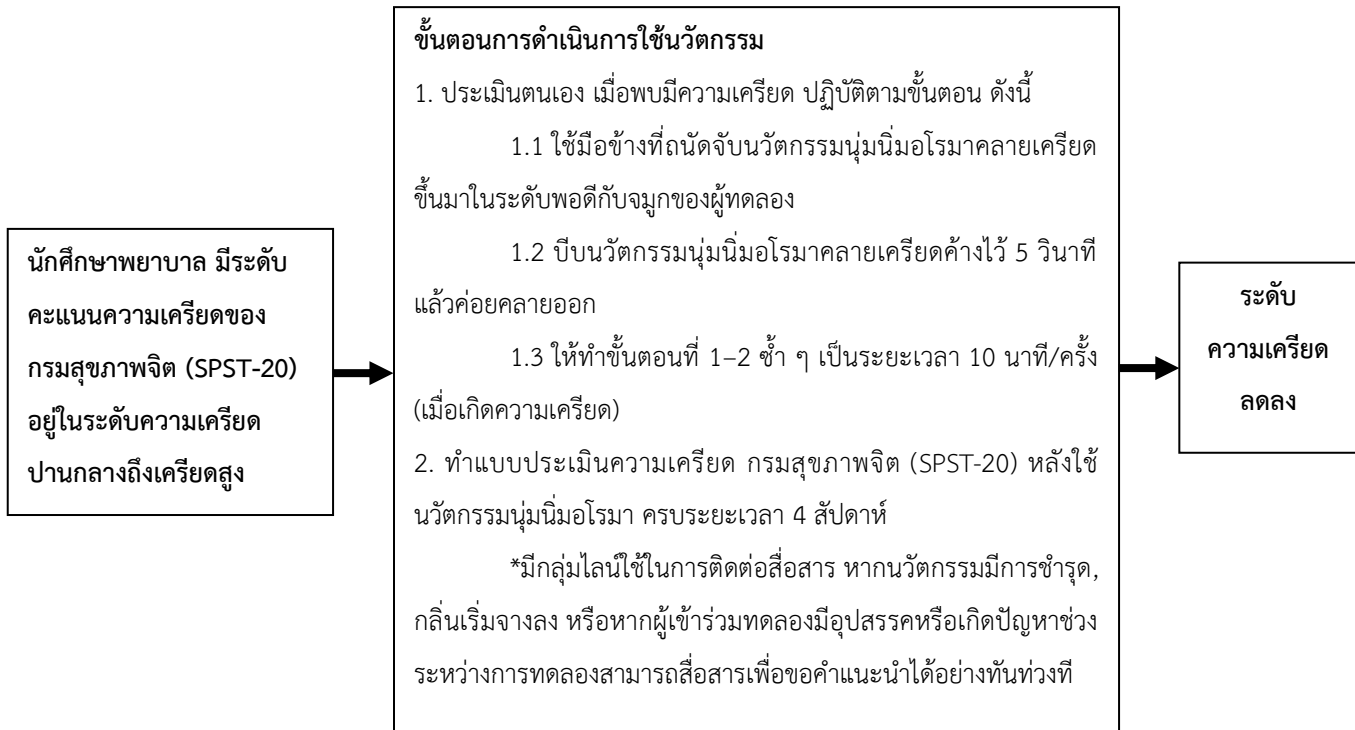 นักศึกษาพยาบาล มีระดับ
คะแนนความเครียดของ
กรมสุขภาพจิต (SPST-20)
อยู่ในระดับความเครียด
ปานกลางถึงเครียดสูง
ขั้นตอนการดำเนินการใช้นวัตกรรม
1. ประเมินตนเอง เมื่อพบมีความเครียด ปฏิบัติตามขั้นตอน ดังนี้
1.1 ใช้มือข้างที่ถนัดจับนวัตกรรมนุ่มนิ่มอโรมาคลายเครียด
ขึ้นมาในระดับพอดีกับจมูกของผู้ทดลอง
1.2 บีบนวัตกรรมนุ่มนิ่มอโรมาคลายเครียดค้างไว้ 5 วินาที
แล้วค่อยคลายออก
1.3 ให้ทำขั้นตอนที่ 1–2 ซ้ำ ๆ เป็นระยะเวลา 10 นาที/ครั้ง
(เมื่อเกิดความเครียด)
2. ทำแบบประเมินความเครียด กรมสุขภาพจิต (SPST-20) หลังใช้
นวัตกรรมนุ่มนิ่มอโรมา ครบระยะเวลา 4 สัปดาห์
*มีกลุ่มไลน์ใช้ในการติดต่อสื่อสาร หากนวัตกรรมมีการชำรุด,
กลิ่นเริ่มจางลง หรือหากผู้เข้าร่วมทดลองมีอุปสรรคหรือเกิดปัญหาช่วง
ระหว่างการทดลองสามารถสื่อสารเพื่อขอคำแนะนำได้อย่างทันท่วงที
ระดับ
ความเครียด
ลดลง